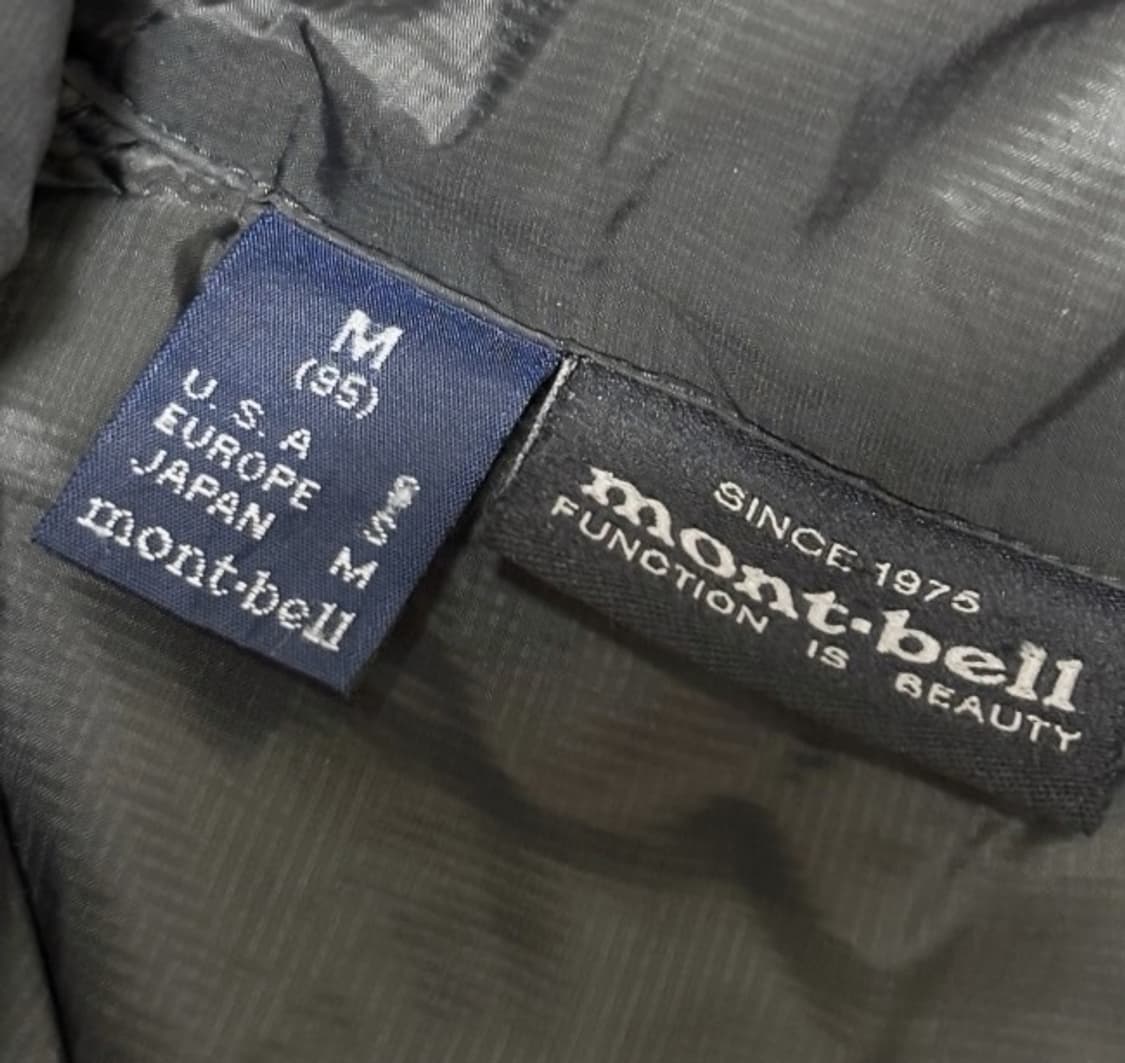 M
(95)
U.S.A
EUROPE S
JAPAN M
mont·bell
SINCE 1975
mont·bell
FUNCTION IS BEAUTY